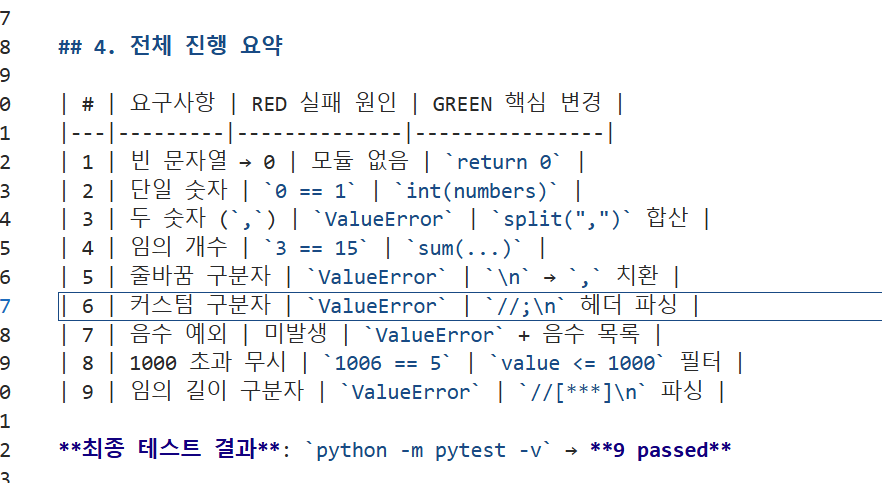 7
8 ## 4. 전체 진행 요약
9
0 | # | 요구사항 | RED 실패 원인 | GREEN 핵심 변경 |
1 |---|---------|--------------|----------------|
2 | 1 | 빈 문자열 → 0 | 모듈 없음 | `return 0` |
3 | 2 | 단일 숫자 | `0 == 1` | `int(numbers)` |
4 | 3 | 두 숫자 (`,`) | `ValueError` | `split(",")` 합산 |
5 | 4 | 임의 개수 | `3 == 15` | `sum(...)` |
6 | 5 | 줄바꿈 구분자 | `ValueError` | `\n` → `,` 치환 |
7 | 6 | 커스텀 구분자 | `ValueError` | `//;\n` 헤더 파싱 |
8 | 7 | 음수 예외 | 미발생 | `ValueError` + 음수 목록 |
9 | 8 | 1000 초과 무시 | `1006 == 5` | `value <= 1000` 필터 |
0 | 9 | 임의 길이 구분자 | `ValueError` | `//[***]\n` 파싱 |
1
2 **최종 테스트 결과**: `python -m pytest -v` → **9 passed**
3